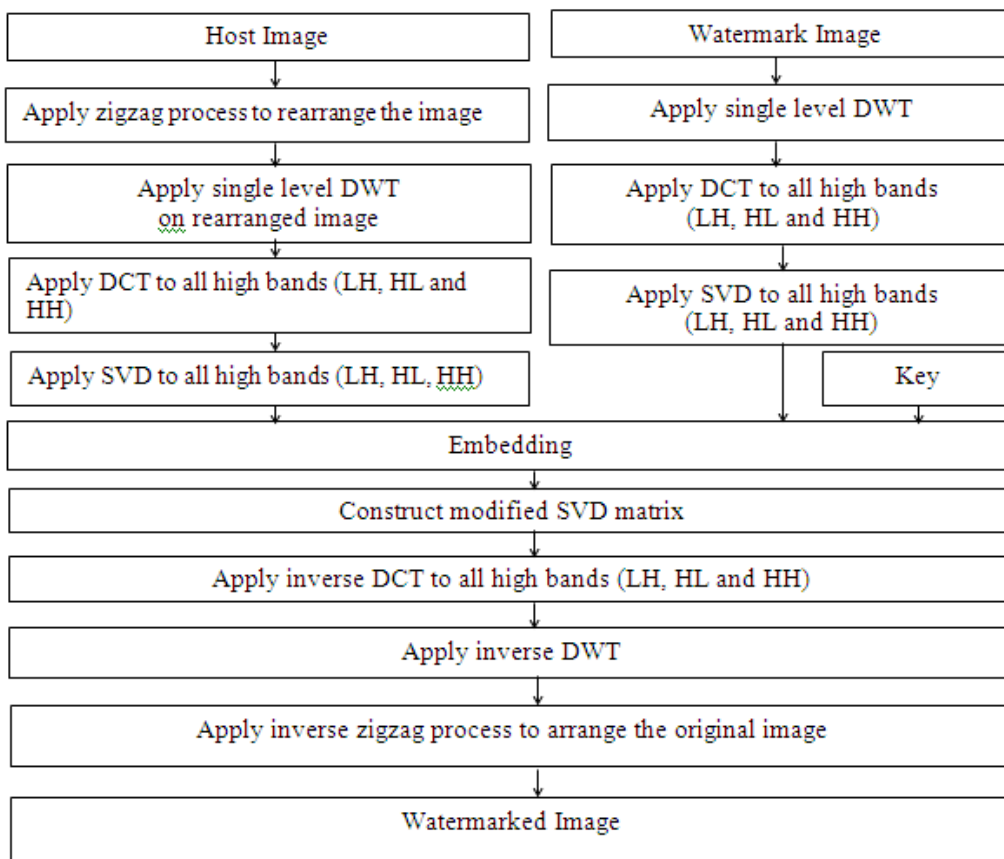 Host Image
Watermark Image
Apply zigzag process to rearrange the image
Apply single level DWT
Apply single level DWT
on rearranged image
Apply DCT to all high bands
(LH, HL and HH)
Apply DCT to all high bands (LH, HL and
HH)
Apply SVD to all high bands
(LH, HL and HH)
Apply SVD to all high bands (LH, HL, HH)
Key
Embedding
Construct modified SVD matrix
Apply inverse DCT to all high bands (LH, HL and HH)
Apply inverse DWT
Apply inverse zigzag process to arrange the original image
Watermarked Image